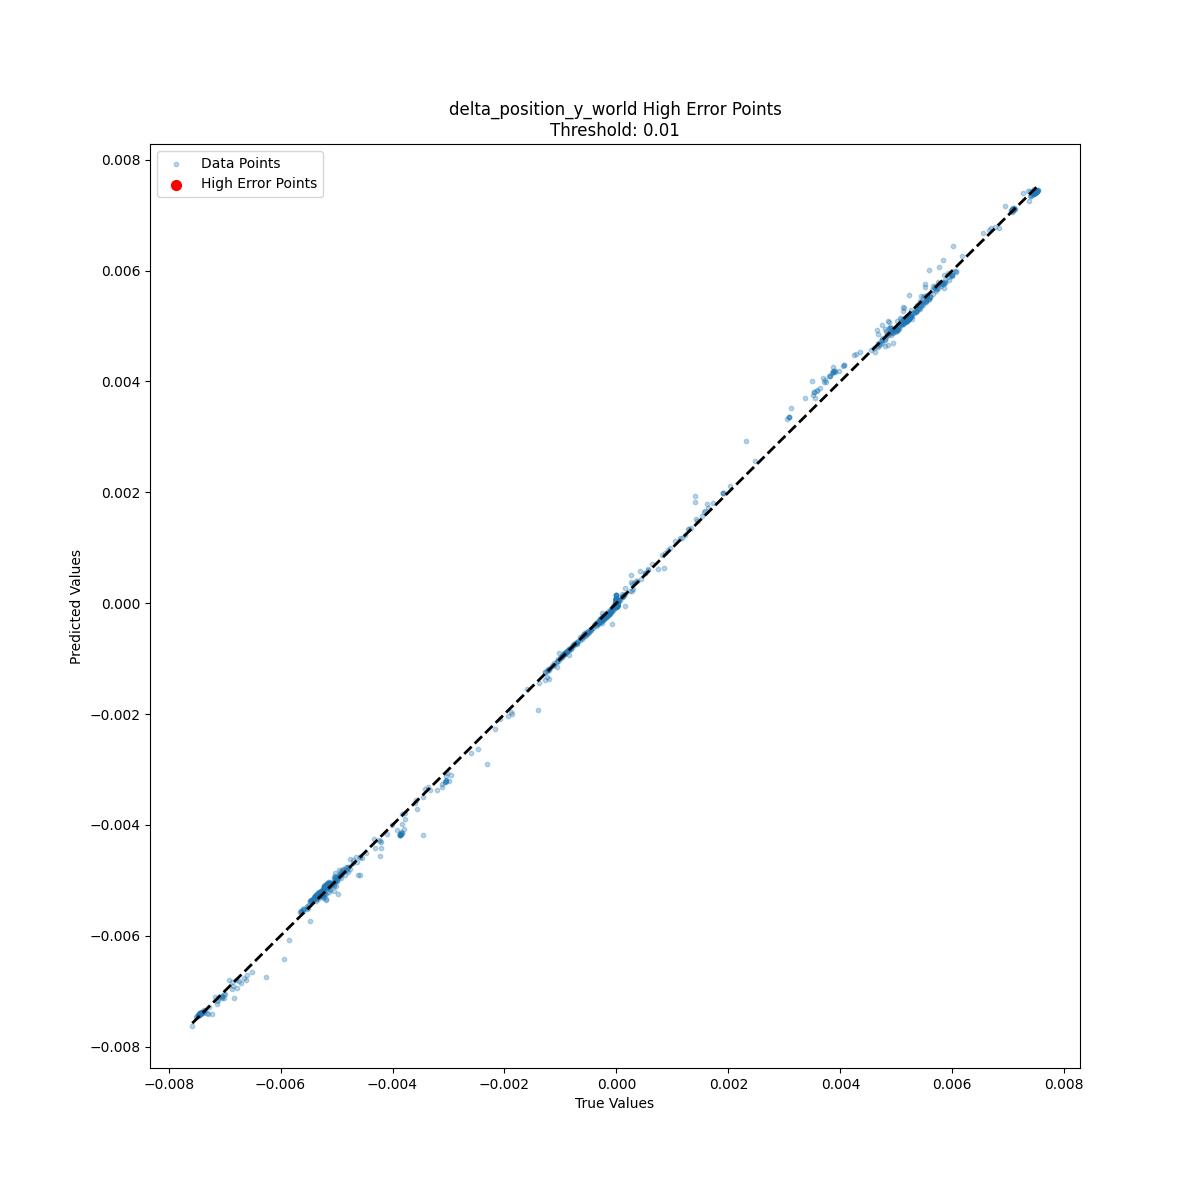 delta_position_y_world High Error Points
Threshold: 0.01
Data Points
High Error Points
0.008
0.006
0.004
0.002
0.000
−0.002
−0.004
−0.006
−0.008
Predicted Values
−0.008 −0.006 −0.004 −0.002 0.000 0.002 0.004 0.006 0.008
True Values